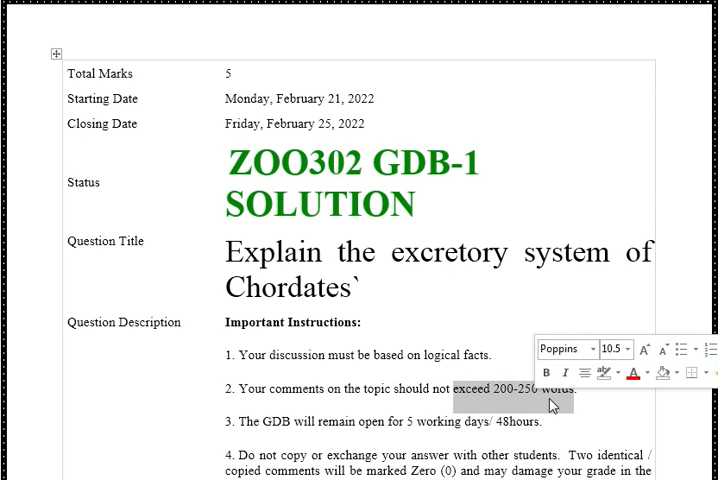 Total Marks 5
Starting Date Monday, February 21, 2022
Closing Date Friday, February 25, 2022
Status ZOO302 GDB-1
SOLUTION
Question Title Explain the excretory system of
Chordates`
Question Description Important Instructions:
Poppins 10.5
1. Your discussion must be based on logical facts.
B I ab A
2. Your comments on the topic should not exceed 200-250 words.
3. The GDB will remain open for 5 working days/ 48hours.
4. Do not copy or exchange your answer with other students. Two identical /
copied comments will be marked Zero (0) and may damage your grade in the